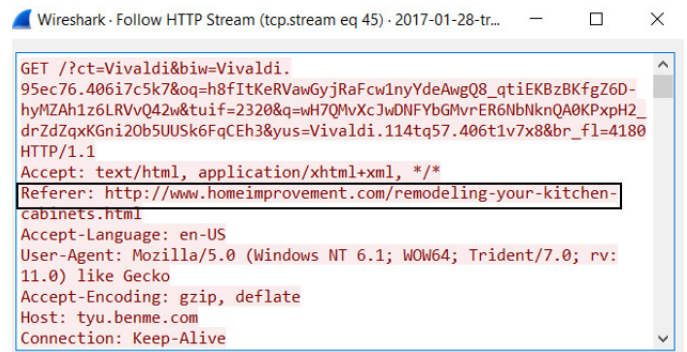 Wireshark · Follow HTTP Stream (tcp.stream eq 45) · 2017-01-28-tr...
GET /?ct=Vivaldi&biw=Vivaldi.
95ec76.406i7c5k7&oq=h8fItKeRVawGyjRaFcw1nyYdeAwgQ8_qtiEKBzBKfgZ6D-
hyMZAh1z6LRVvQ42w&tuif=2320&q=wH7QMvXcJwDNFYbGMvrER6NbNknQA0KPxpH2_
drZdZqxKGni2Ob5UUSk6FqCEh3&yus=Vivaldi.114tq57.406t1v7x8&br_fl=4180
HTTP/1.1
Accept: text/html, application/xhtml+xml, */*
Referer: http://www.homeimprovement.com/remodeling-your-kitchen-
cabinets.html
Accept-Language: en-US
User-Agent: Mozilla/5.0 (Windows NT 6.1; WOW64; Trident/7.0; rv:
11.0) like Gecko
Accept-Encoding: gzip, deflate
Host: tyu.benme.com
Connection: Keep-Alive